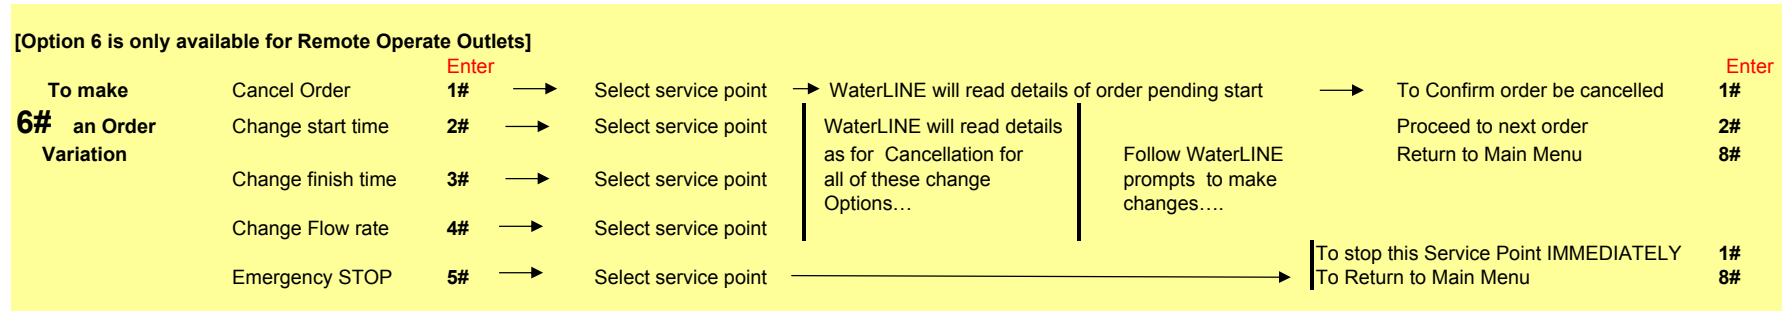 [Option 6 is only available for Remote Operate Outlets]
Enter Enter
To make Cancel Order 1# Select service point WaterLINE will read details of order pending start To Confirm order be cancelled 1#
6# an Order Change start time 2# Select service point WaterLINE will read details Proceed to next order 2#
Variation as for Cancellation for Follow WaterLINE Return to Main Menu 8#
Change finish time 3# Select service point all of these change prompts to make
Options… changes….
Change Flow rate 4# Select service point
To stop this Service Point IMMEDIATELY 1#
Emergency STOP 5# Select service point To Return to Main Menu 8#